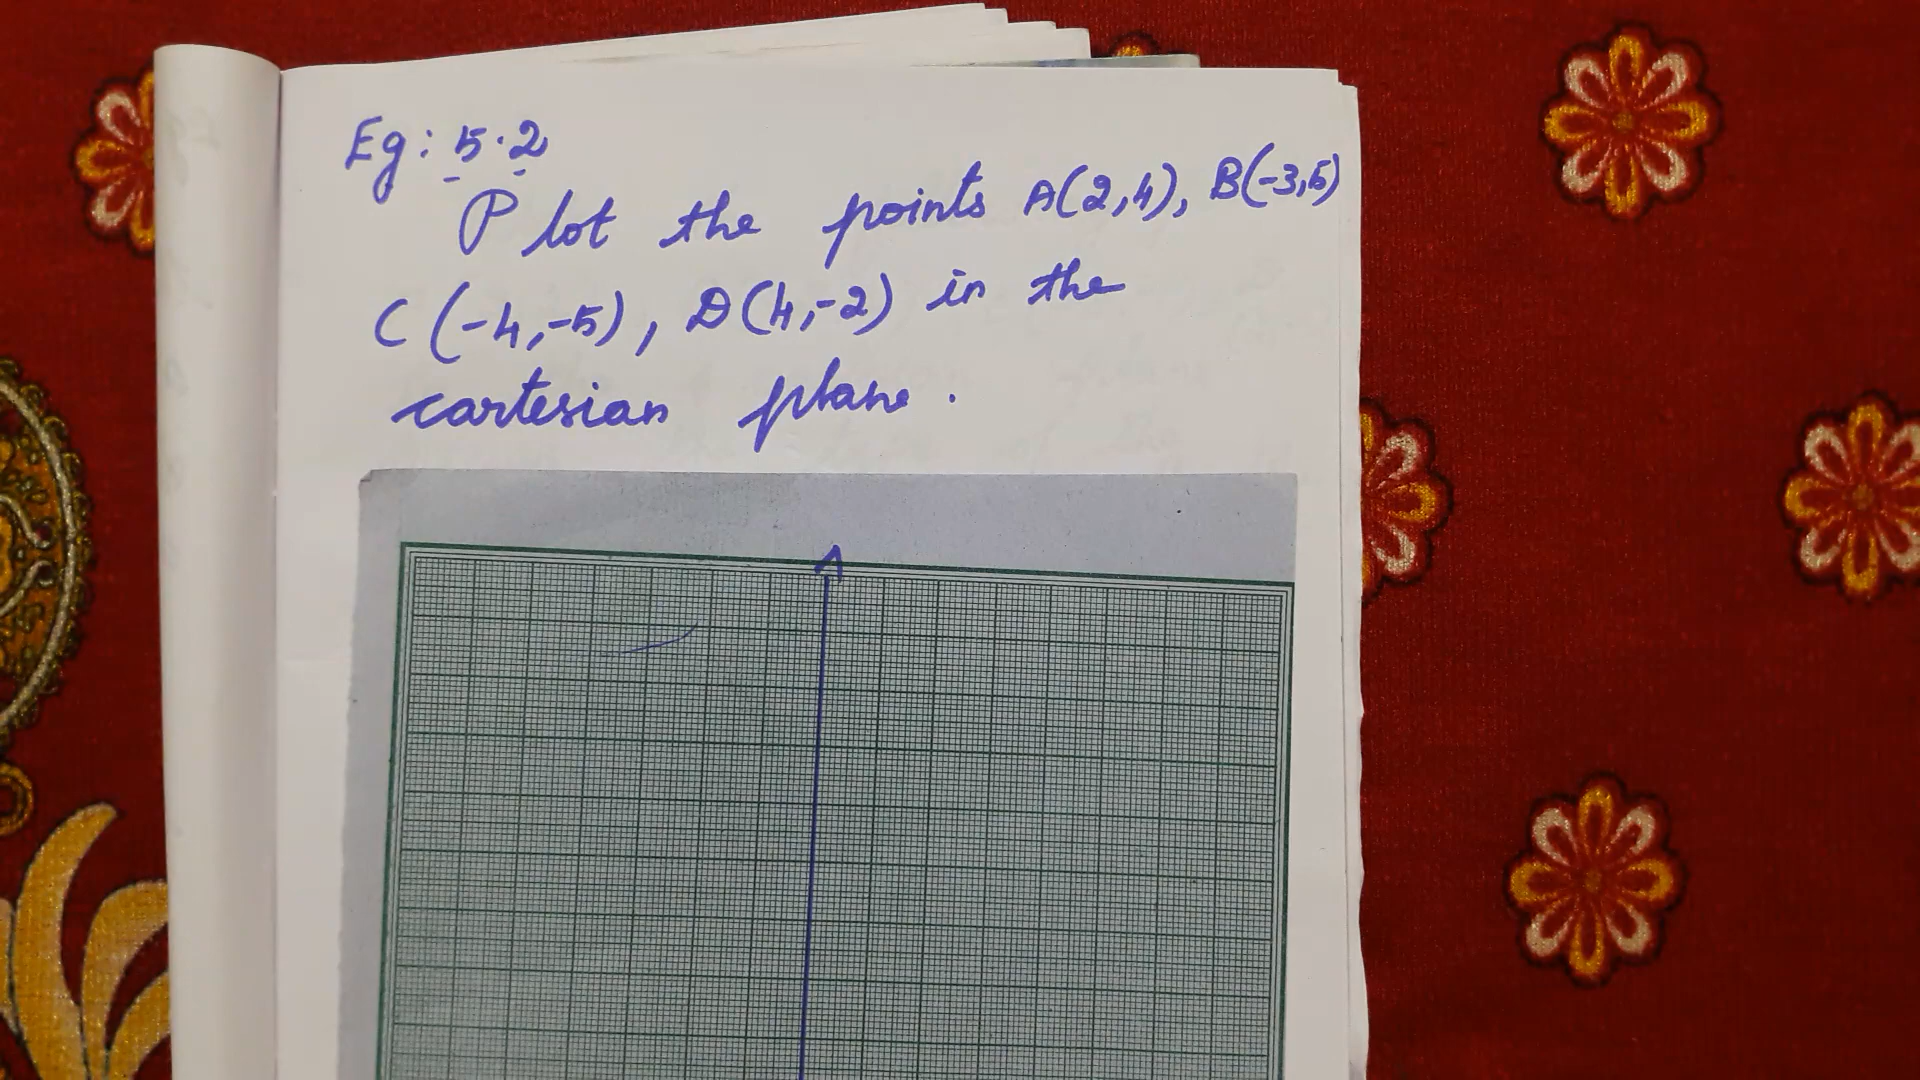 Eg: 5.2
Plot the points A(2,4), B(-3,5)
C(-4,-5), D(4,-2) in the
cartesian plane.